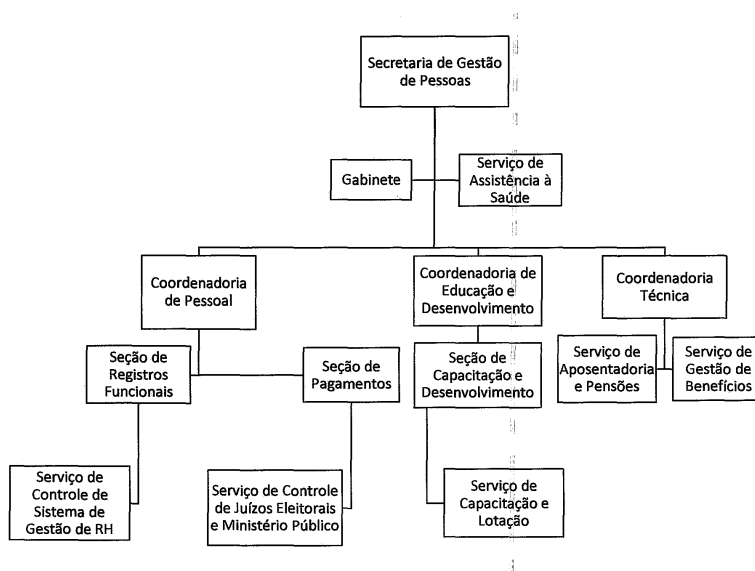 Secretaria de Gestão
de Pessoas
Gabinete
Serviço de
Assistência à
Saúde
Coordenadoria
de Pessoal
Coordenadoria de
Educação e
Desenvolvimento
Coordenadoria
Técnica
Seção de
Registros
Funcionais
Seção de
Pagamentos
Seção de
Capacitação e
Desenvolvimento
Serviço de
Aposentadoria
e Pensões
Serviço de
Gestão de
Benefícios
Serviço de
Controle de
Sistema de
Gestão de RH
Serviço de Controle
de Juízos Eleitorais
e Ministério Público
Serviço de
Capacitação e
Lotação